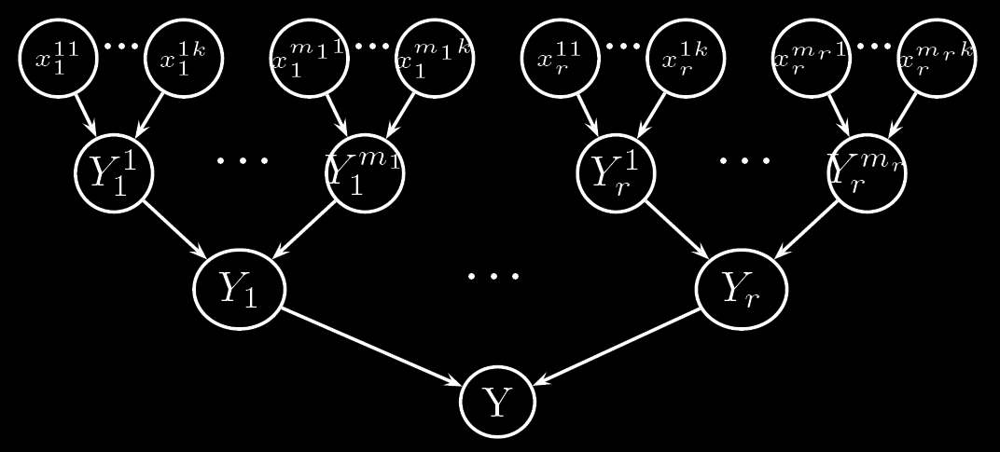 x_1^{11} ... x_1^{1k} x_1^{m_1 1} ... x_1^{m_1 k} x_r^{11} ... x_r^{1k} x_r^{m_r 1} ... x_r^{m_r k}
Y_1^1 ... Y_1^{m_1} Y_r^1 ... Y_r^{m_r}
Y_1 ... Y_r
Y